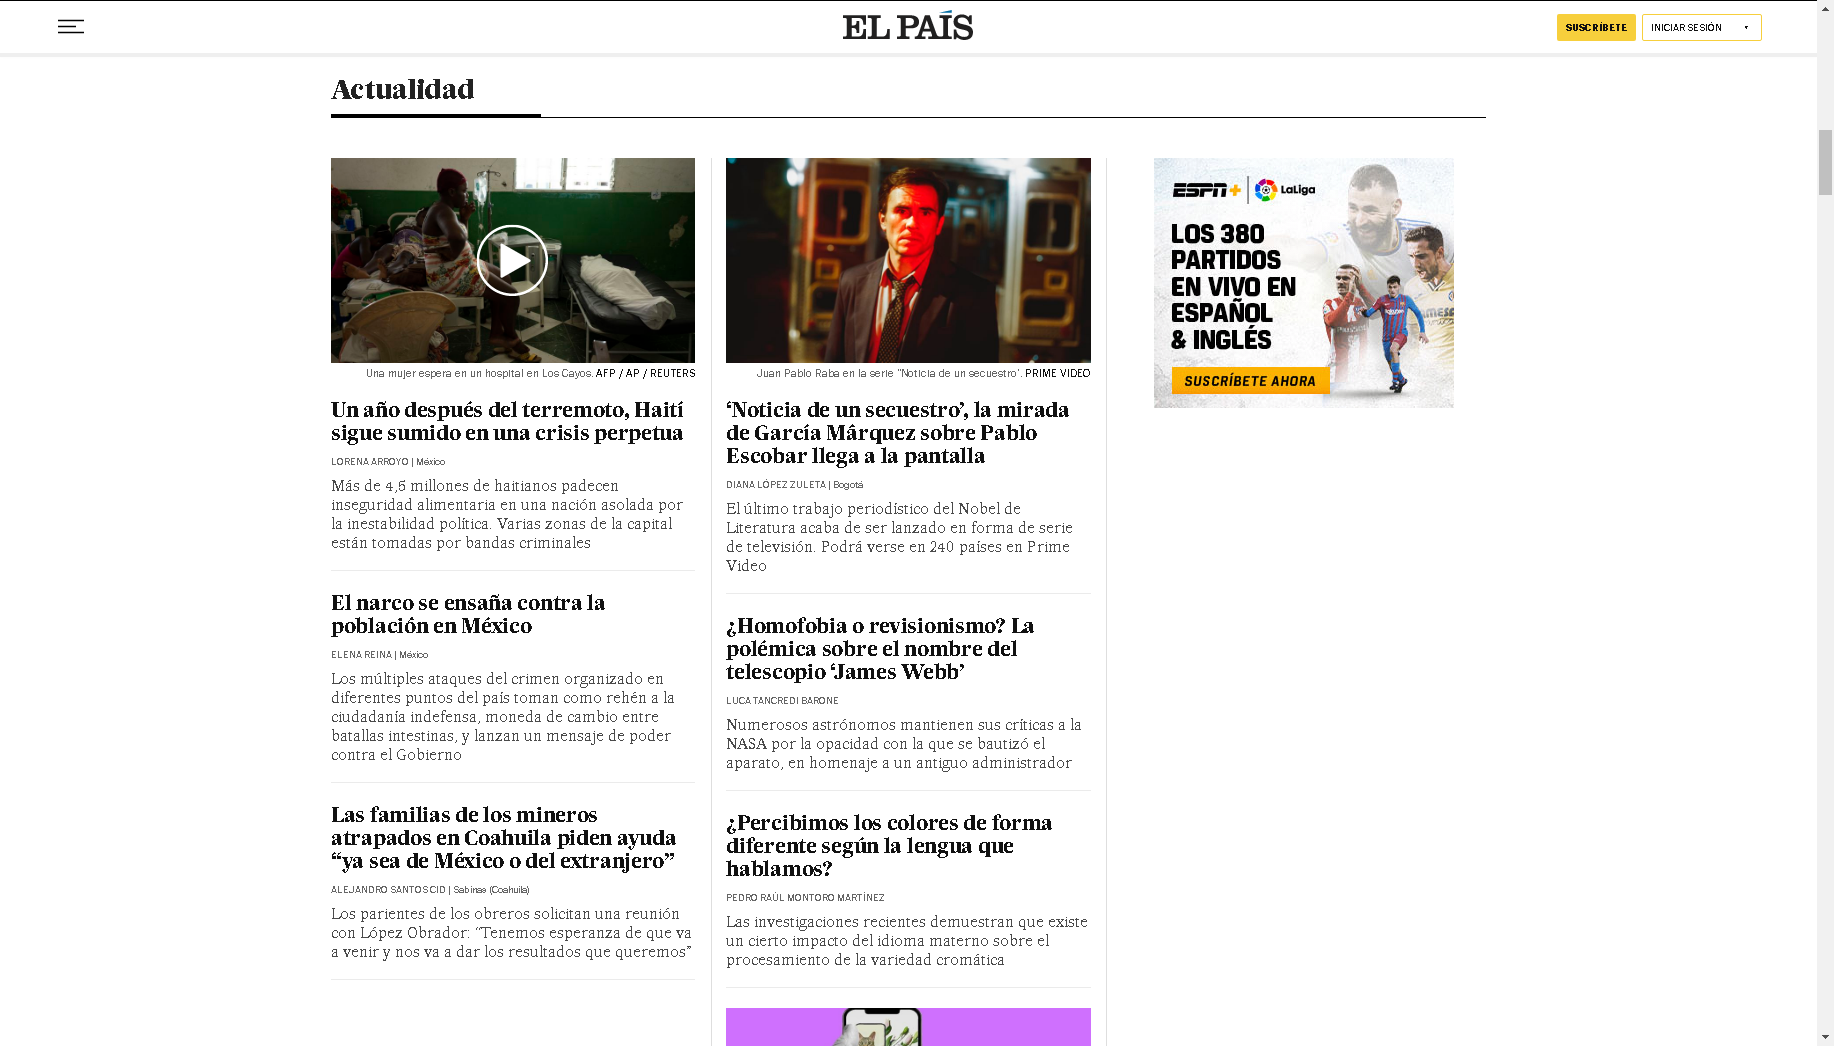 EL PAÍS
SUSCRÍBETE
INICIAR SESIÓN
Actualidad
Una mujer espera en un hospital en Los Cayos. AFP / AP / REUTERS
Un año después del terremoto, Haití
sigue sumido en una crisis perpetua
LORENA ARROYO | México
Más de 4,5 millones de haitianos padecen
inseguridad alimentaria en una nación asolada por
la inestabilidad política. Varias zonas de la capital
están tomadas por bandas criminales
El narco se ensaña contra la
población en México
ELENA REINA | México
Los múltiples ataques del crimen organizado en
diferentes puntos del país toman como rehén a la
ciudadanía indefensa, moneda de cambio entre
batallas intestinas, y lanzan un mensaje de poder
contra el Gobierno
Las familias de los mineros
atrapados en Coahuila piden ayuda
“ya sea de México o del extranjero”
ALEJANDRO SANTOS CID | Sabinas (Coahuila)
Los parientes de los obreros solicitan una reunión
con López Obrador: “Tenemos esperanza de que va
a venir y nos va a dar los resultados que queremos”
Juan Pablo Raba en la serie "Noticia de un secuestro'. PRIME VIDEO
‘Noticia de un secuestro’, la mirada
de García Márquez sobre Pablo
Escobar llega a la pantalla
DIANA LÓPEZ ZULETA | Bogotá
El último trabajo periodístico del Nobel de
Literatura acaba de ser lanzado en forma de serie
de televisión. Podrá verse en 240 países en Prime
Video
¿Homofobia o revisionismo? La
polémica sobre el nombre del
telescopio ‘James Webb’
LUCA TANCREDI BARONE
Numerosos astrónomos mantienen sus críticas a la
NASA por la opacidad con la que se bautizó el
aparato, en homenaje a un antiguo administrador
¿Percibimos los colores de forma
diferente según la lengua que
hablamos?
PEDRO RAÚL MONTORO MARTÍNEZ
Las investigaciones recientes demuestran que existe
un cierto impacto del idioma materno sobre el
procesamiento de la variedad cromática
ESPN+ | LaLiga
LOS 380
PARTIDOS
EN VIVO EN
ESPAÑOL
& INGLÉS
SUSCRÍBETE AHORA